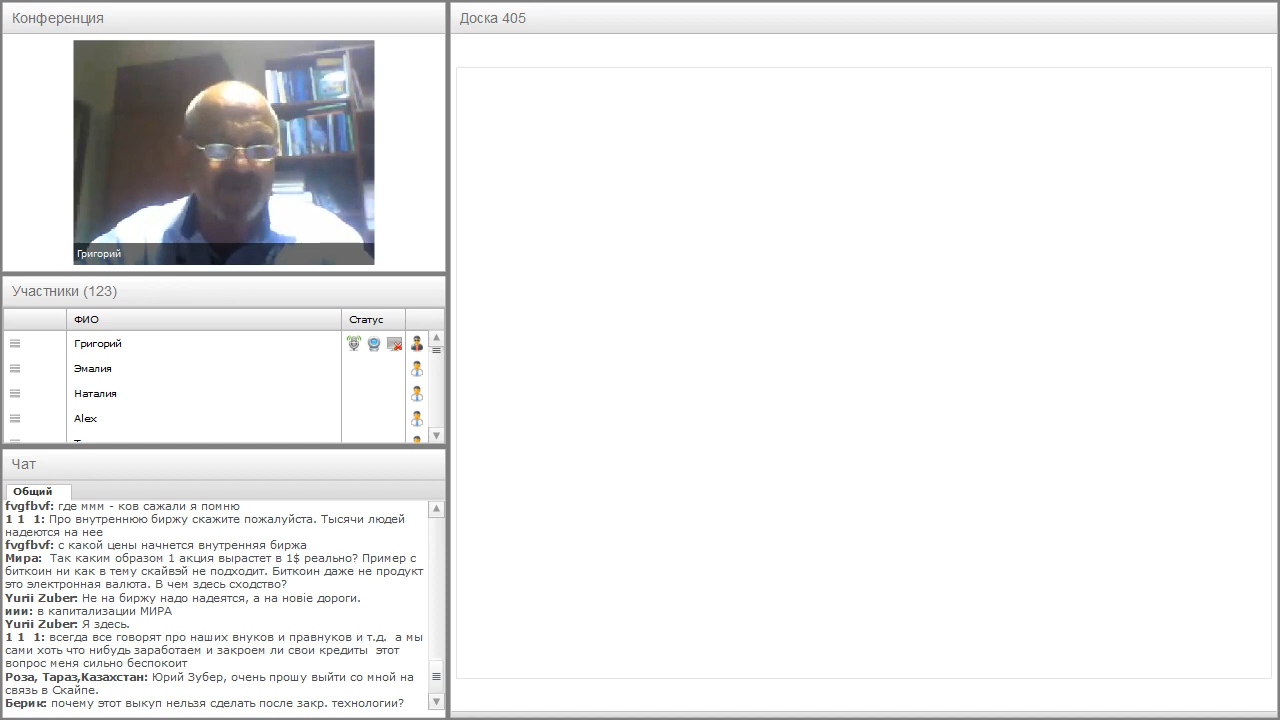 Конференция
Григорий
Участники (123)
ФИО Статус
Григорий
Эмалия
Наталия
Alex
Чат
Общий
fvgfbvf: где ммм - ков сажали я помню
1 1 1: Про внутреннюю биржу скажите пожалуйста. Тысячи людей
надеются на нее
fvgfbvf: с какой цены начнется внутренняя биржа
Мира: Так каким образом 1 акция вырастет в 1$ реально? Пример с
биткоин ни как в тему скайвэй не подходит. Биткоин даже не продукт
это электронная валюта. В чем здесь сходство?
Yurii Zuber: Не на биржу надо надеятся, а на новіе дороги.
иии: в капитализации МИРА
Yurii Zuber: Я здесь.
1 1 1: всегда все говорят про наших внуков и правнуков и т.д. а мы
сами хоть что нибудь заработаем и закроем ли свои кредиты этот
вопрос меня сильно беспокоит
Роза, Тараз,Казахстан: Юрий Зубер, очень прошу выйти со мной на
связь в Скайпе.
Берик: почему этот выкуп нельзя сделать после закр. технологии?
Доска 405